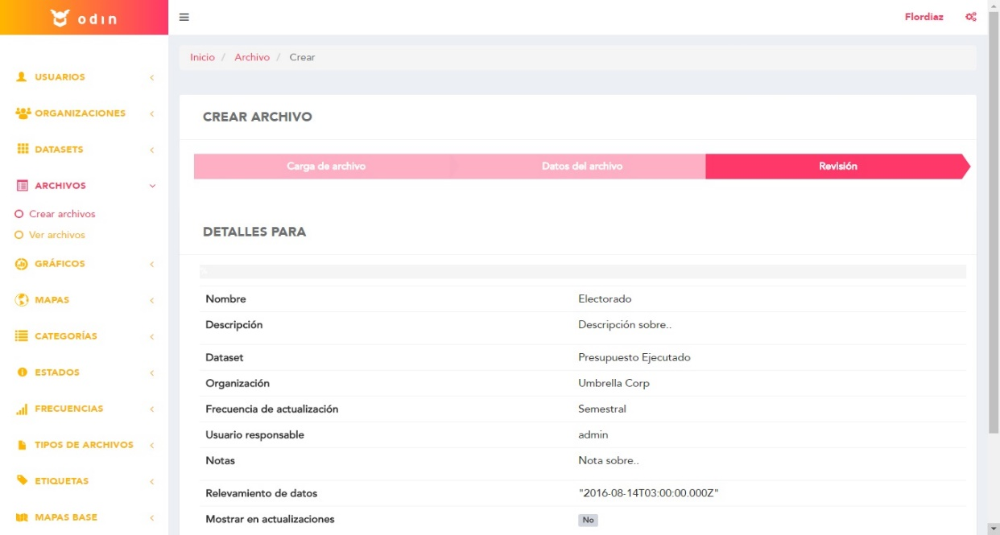 odin
Flordiaz
Inicio / Archivo / Crear
USUARIOS
ORGANIZACIONES
DATASETS
ARCHIVOS
Crear archivos
Ver archivos
GRÁFICOS
MAPAS
CATEGORÍAS
ESTADOS
FRECUENCIAS
TIPOS DE ARCHIVOS
ETIQUETAS
MAPAS BASE
CREAR ARCHIVO
Carga de archivo Datos del archivo Revisión
DETALLES PARA
Nombre Electorado
Descripción Descripción sobre..
Dataset Presupuesto Ejecutado
Organización Umbrella Corp
Frecuencia de actualización Semestral
Usuario responsable admin
Notas Nota sobre..
Relevamiento de datos "2016-08-14T03:00:00.000Z"
Mostrar en actualizaciones No